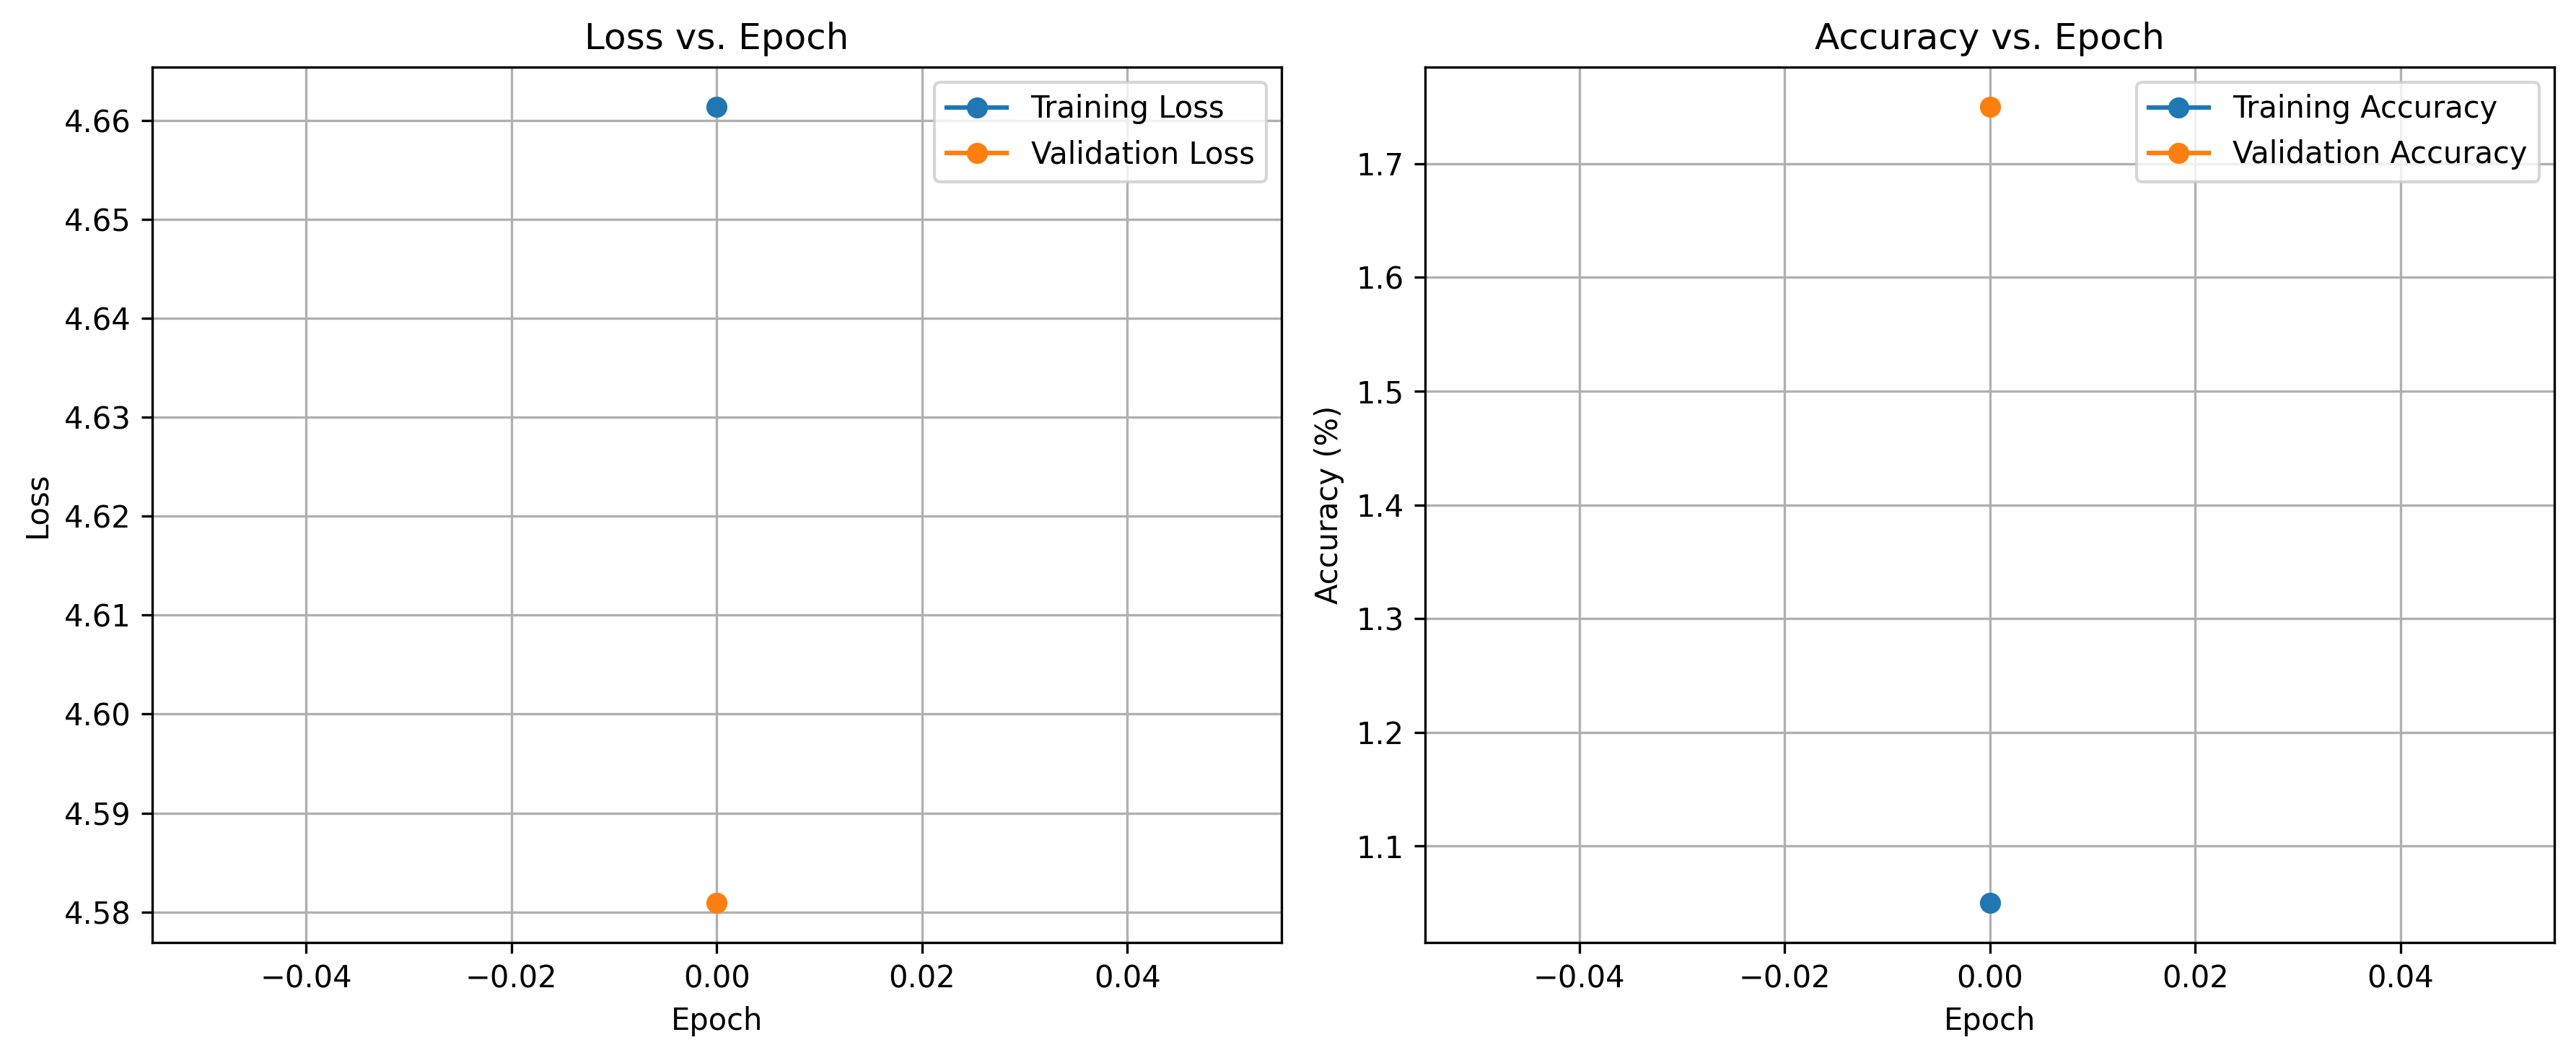 Loss vs. Epoch
Training Loss
Validation Loss
4.66
4.65
4.64
4.63
4.62
4.61
4.60
4.59
4.58
Loss
−0.04 −0.02 0.00 0.02 0.04
Epoch
Accuracy vs. Epoch
Training Accuracy
Validation Accuracy
1.7
1.6
1.5
1.4
1.3
1.2
1.1
Accuracy (%)
−0.04 −0.02 0.00 0.02 0.04
Epoch